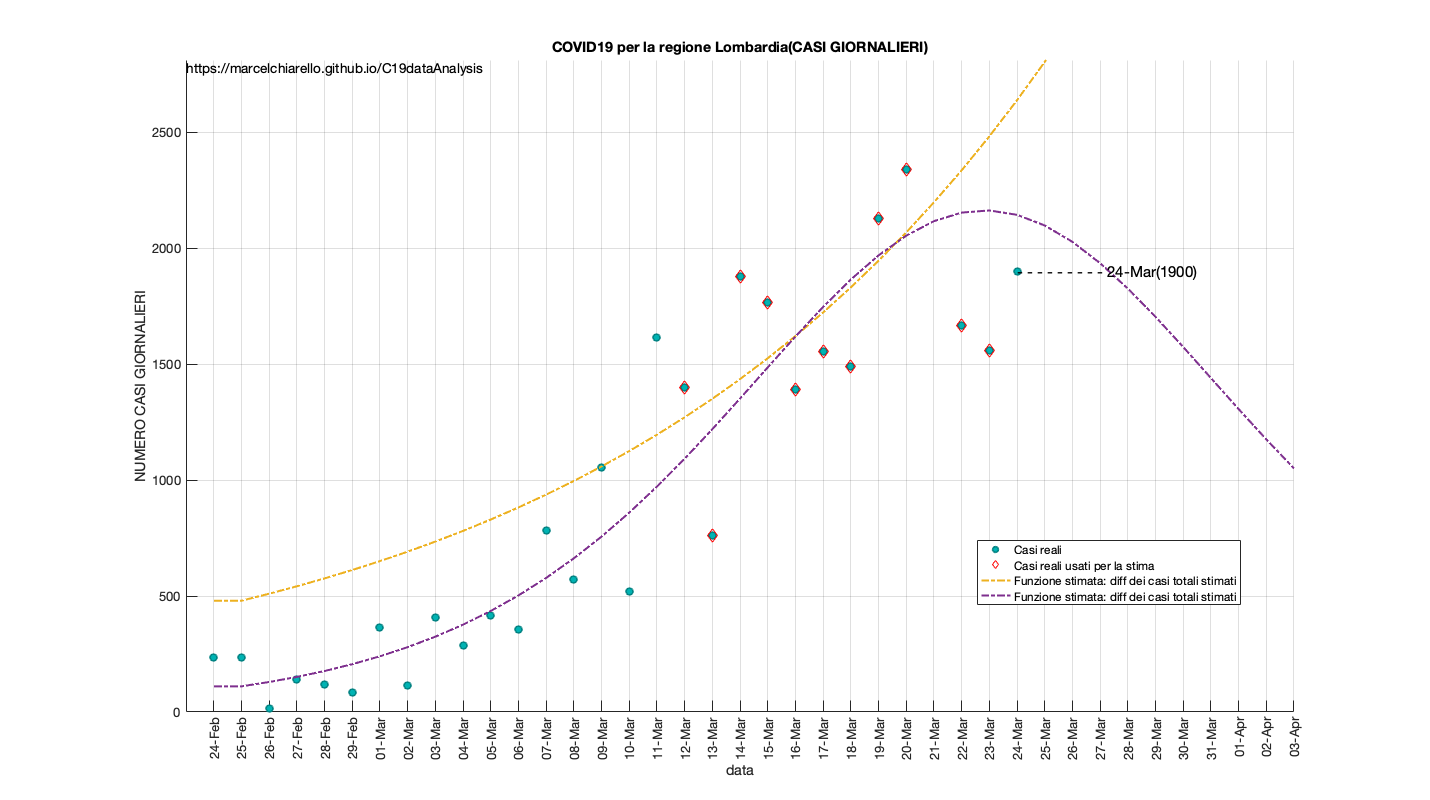 COVID19 per la regione Lombardia(CASI GIORNALIERI)
https://marcelchiarello.github.io/C19dataAnalysis
2500
2000
1500
1000
500
0
NUMERO CASI GIORNALIERI
24-Mar(1900)
Casi reali
Casi reali usati per la stima
Funzione stimata: diff dei casi totali stimati
Funzione stimata: diff dei casi totali stimati
24-Feb
25-Feb
26-Feb
27-Feb
28-Feb
29-Feb
01-Mar
02-Mar
03-Mar
04-Mar
05-Mar
06-Mar
07-Mar
08-Mar
09-Mar
10-Mar
11-Mar
12-Mar
13-Mar
14-Mar
15-Mar
16-Mar
17-Mar
18-Mar
19-Mar
20-Mar
21-Mar
22-Mar
23-Mar
24-Mar
25-Mar
26-Mar
27-Mar
28-Mar
29-Mar
30-Mar
31-Mar
01-Apr
02-Apr
03-Apr
data